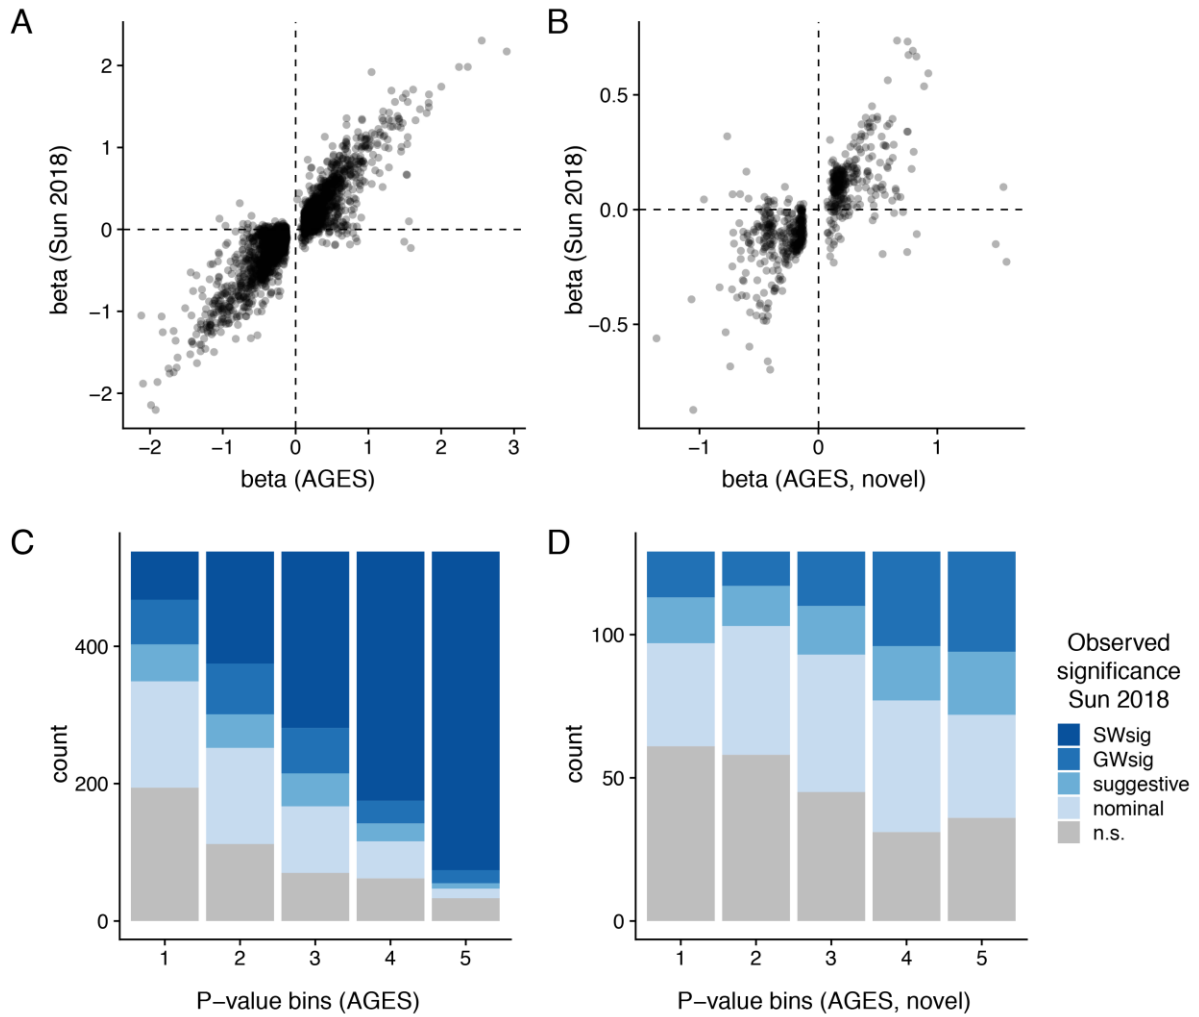 A
2
1
0
−1
−2
−2 −1 0 1 2 3
beta (Sun 2018)
beta (AGES)
B
0.5
0.0
−0.5
−1 0 1
beta (Sun 2018)
beta (AGES, novel)
C
400
200
0
1 2 3 4 5
count
P−value bins (AGES)
D
100
50
0
1 2 3 4 5
count
P−value bins (AGES, novel)
Observed
significance
Sun 2018
SWsig
GWsig
suggestive
nominal
n.s.